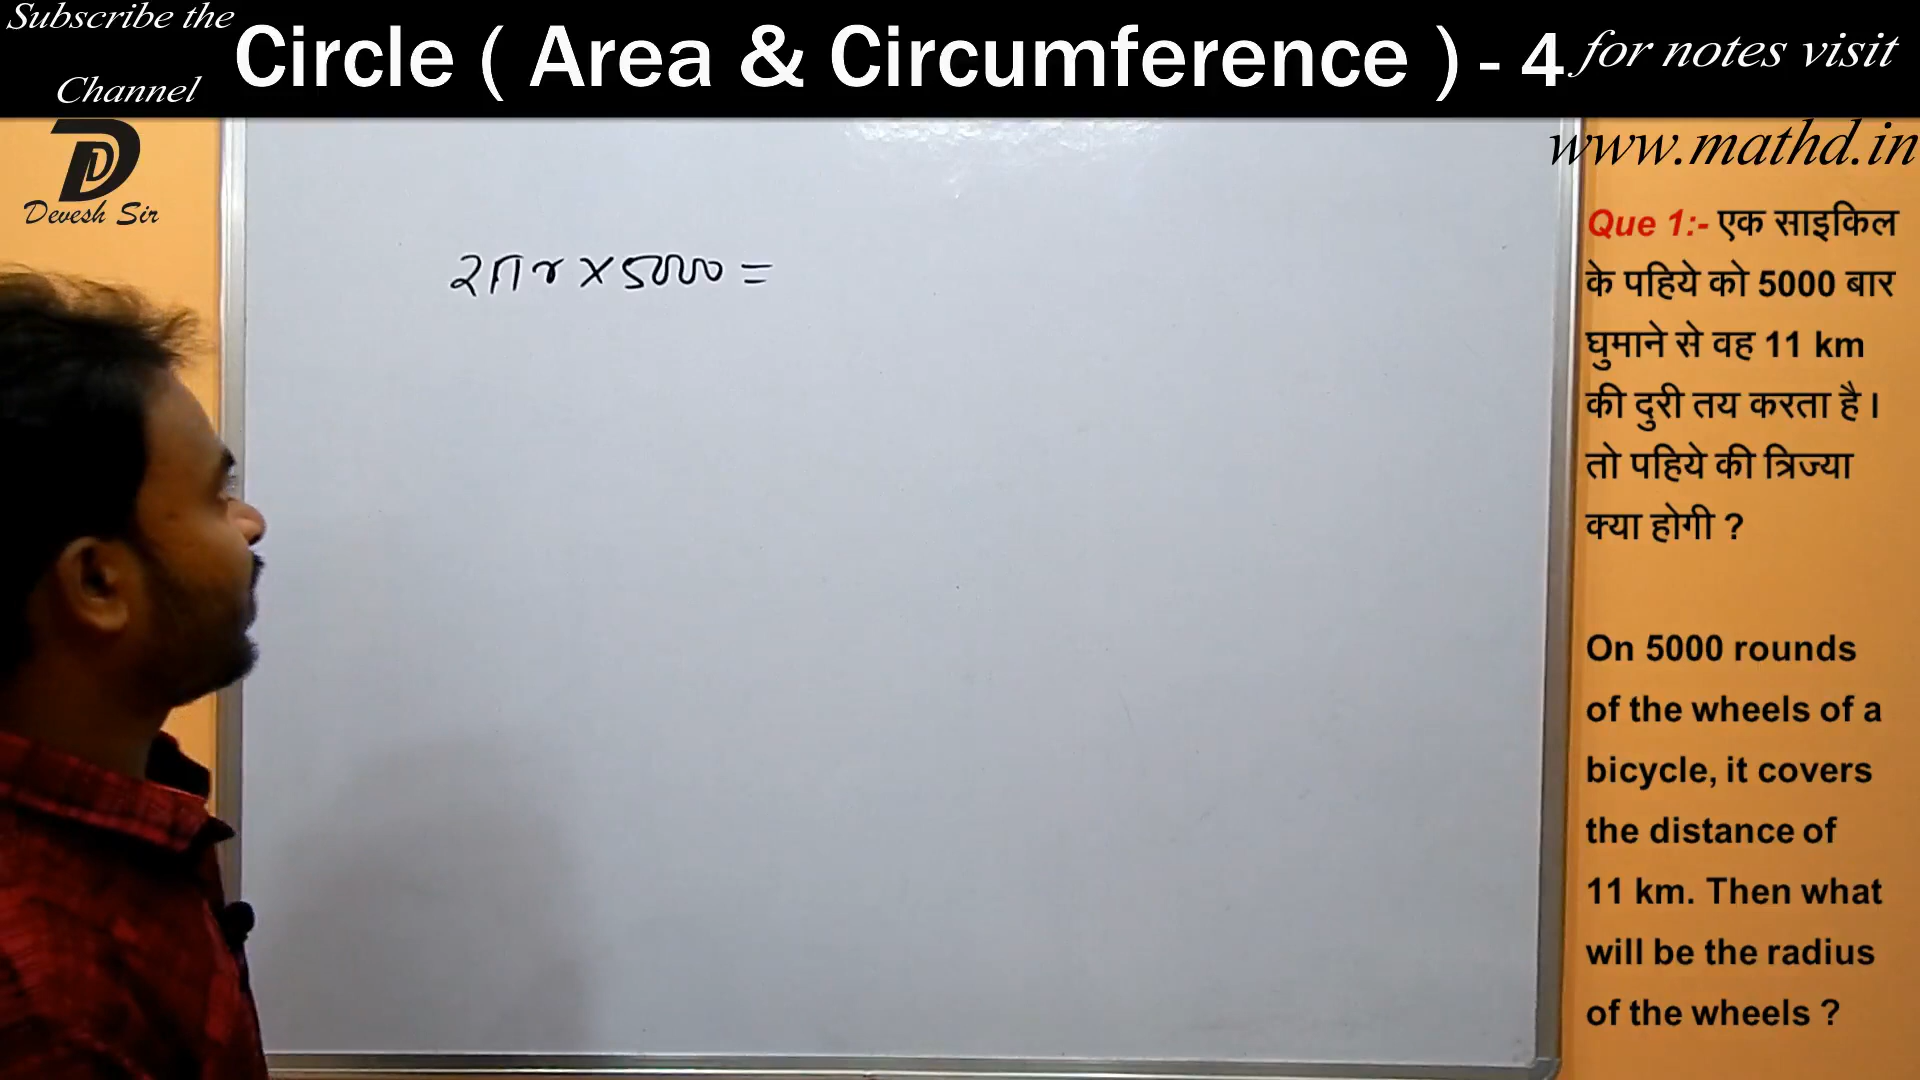 Subscribe the
Channel
Circle ( Area & Circumference ) - 4
for notes visit
www.mathd.in
D
Devesh Sir
2πr × 5000 =
Que 1:- एक साइकिल
के पहिये को 5000 बार
घुमाने से वह 11 km
की दुरी तय करता है।
तो पहिये की त्रिज्या
क्या होगी ?
On 5000 rounds
of the wheels of a
bicycle, it covers
the distance of
11 km. Then what
will be the radius
of the wheels ?